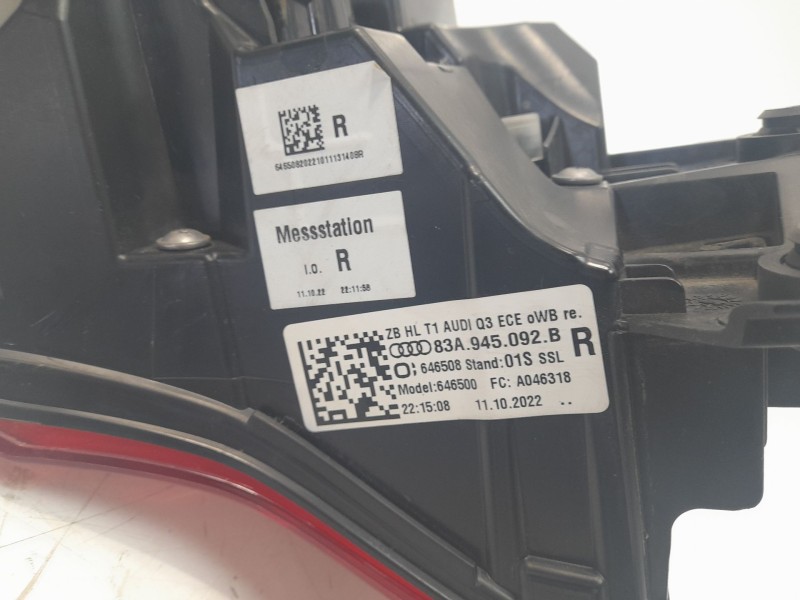 R
Messstation
I.O. R
11.10.22 22:11:58
ZB HL T1 AUDI Q3 ECE oWB re.
83A.945.092.B
R
646508 Stand:01S SSL
Model:646500 FC: A046318
22:15:08 11.10.2022 ..